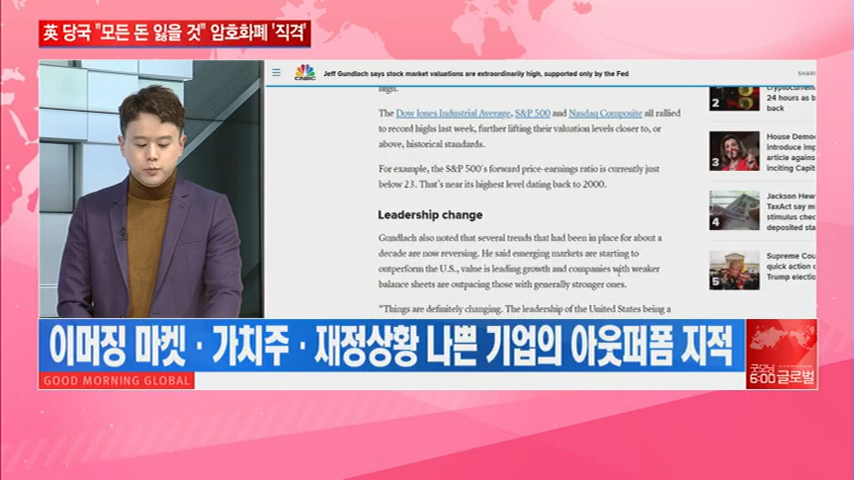 英 당국 "모든 돈 잃을 것" 암호화폐 '직격'
CNBC
Jeff Gundlach says stock market valuations are extraordinarily high, supported only by the Fed
SHARE
high.
The Dow Jones Industrial Average, S&P 500 and Nasdaq Composite all rallied
to record highs last week, further lifting their valuation levels closer to, or
above, historical standards.
For example, the S&P 500's forward price-earnings ratio is currently just
below 23. That's near its highest level dating back to 2000.
Leadership change
Gundlach also noted that several trends that had been in place for about a
decade are now reversing. He said emerging markets are starting to
outperform the U.S., value is leading growth and companies with weaker
balance sheets are outpacing those with generally stronger ones.
"Things are definitely changing. The leadership of the United States being a
2
24 hours as b
back
3
House Demo
introduce imp
article agains
inciting Capit
4
Jackson Hew
TaxAct say m
stimulus chec
deposited sta
5
Supreme Cou
quick action o
Trump electio
이머징 마켓·가치주·재정상황 나쁜 기업의 아웃퍼폼 지적
GOOD MORNING GLOBAL
굿모닝
6:00 글로벌